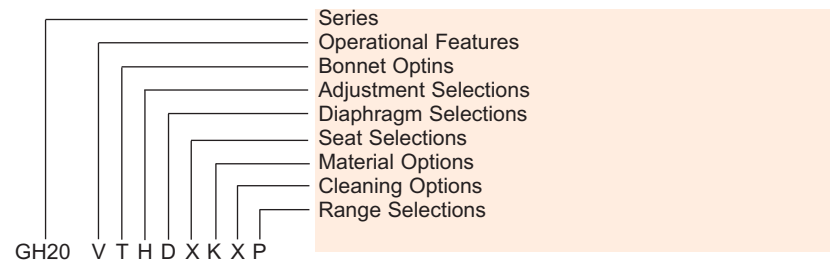 Series
Operational Features
Bonnet Optins
Adjustment Selections
Diaphragm Selections
Seat Selections
Material Options
Cleaning Options
Range Selections
GH20 V T H D X K X P